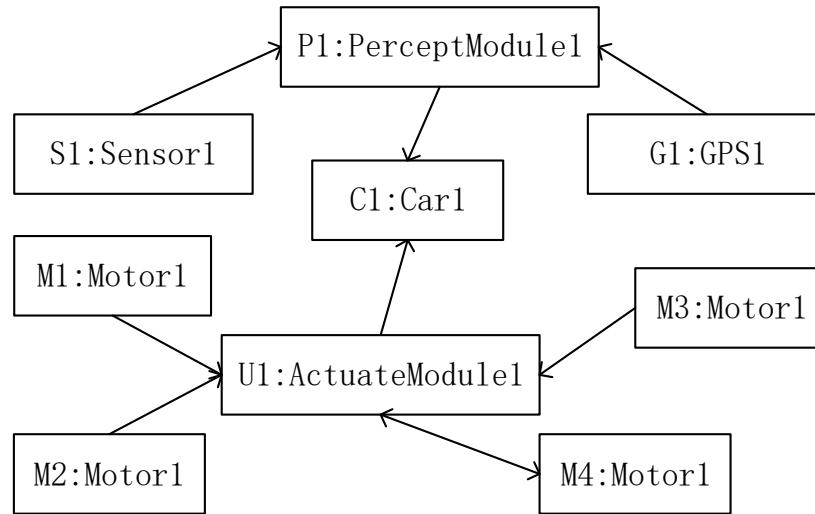 P1:PerceptModule1
S1:Sensor1
G1:GPS1
C1:Car1
M1:Motor1
M3:Motor1
U1:ActuateModule1
M2:Motor1
M4:Motor1